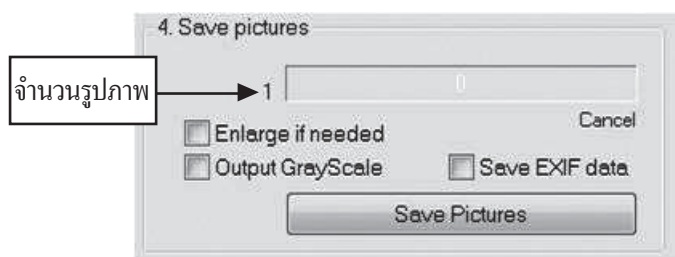 4. Save pictures
จำนวนรูปภาพ
1
0
Cancel
Enlarge if needed
Output GrayScale
Save EXIF data
Save Pictures